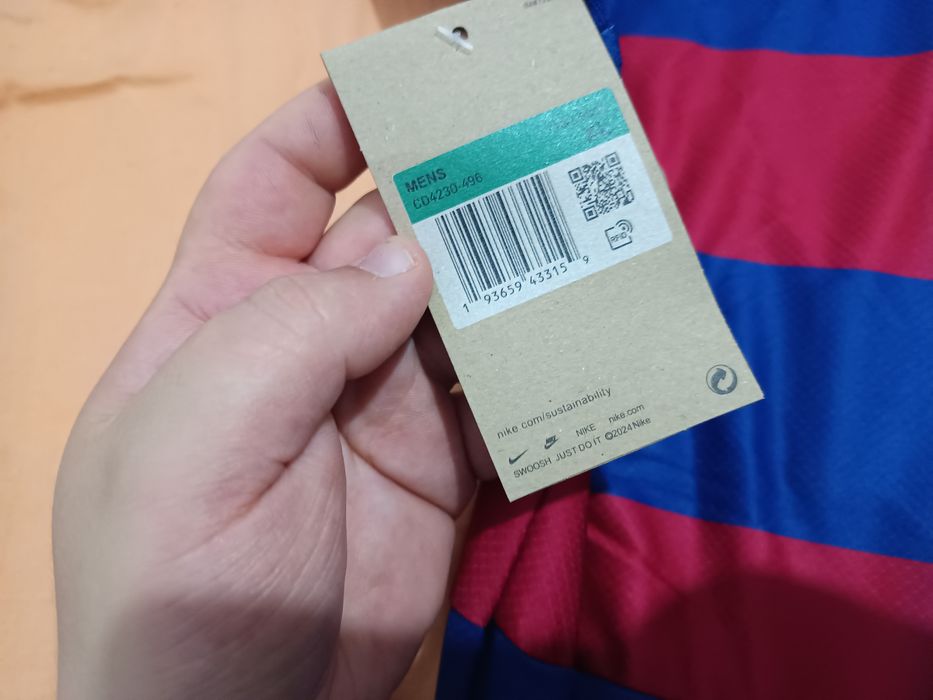 MENS
CD4230-496
RFID
1 93659 43315 9
nike.com/sustainability
NIKE nike.com
SWOOSH JUST DO IT ©2024 Nike